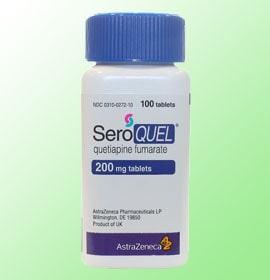 NDC 0310-0272-10 100 tablets
SeroQUEL®
quetiapine fumarate
200 mg tablets
AstraZeneca Pharmaceuticals LP
Wilmington, DE 19850
Product of UK
AstraZeneca